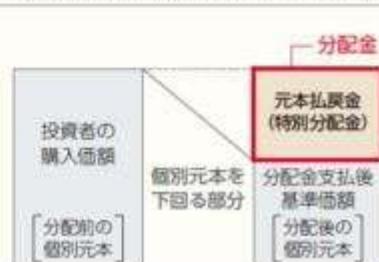 分配金
投資者の
購入価額
[分配前の
個別元本]
個別元本を
下回る部分
元本払戻金
(特別分配金)
分配金支払後
基準価額
[分配後の
個別元本]